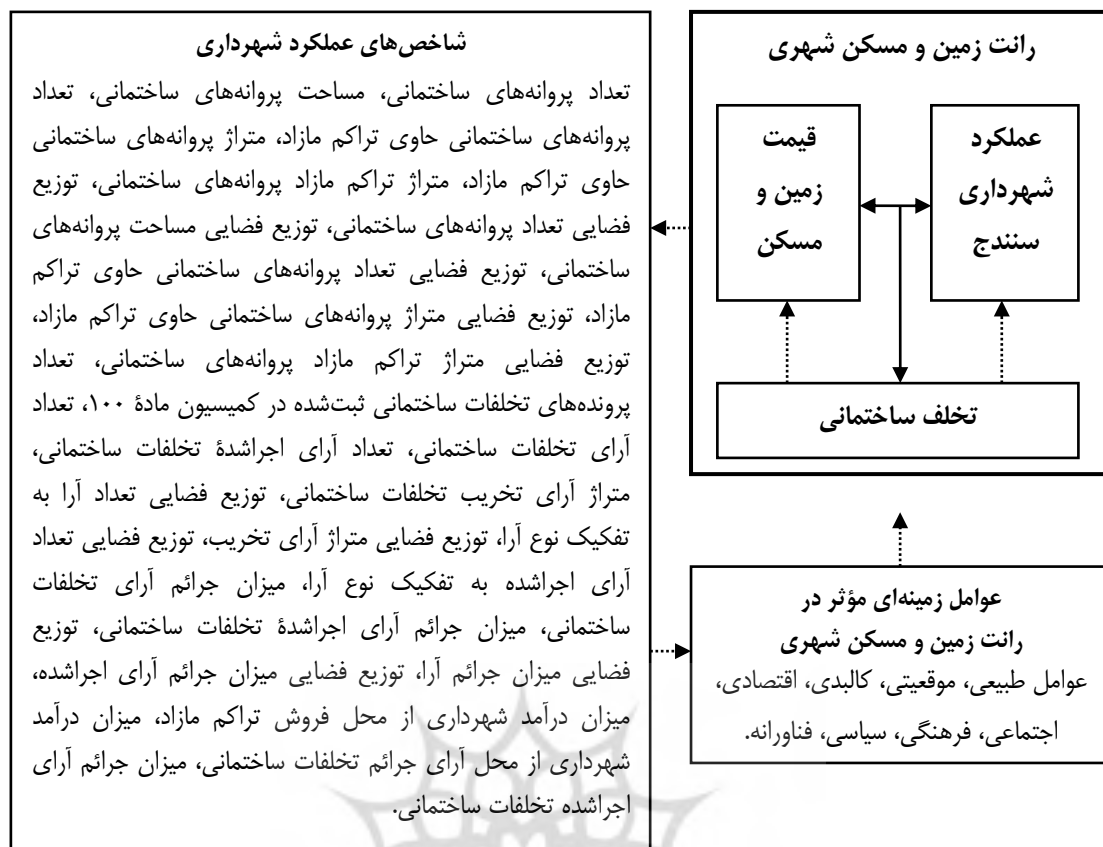 رانت زمین و مسکن شهری
عملکرد
شهرداری
سنندج
قیمت
زمین و
مسکن
تخلف ساختمانی
عوامل زمینه‌ای مؤثر در
رانت زمین و مسکن شهری
عوامل طبیعی، موقعیتی، کالبدی، اقتصادی،
اجتماعی، فرهنگی، سیاسی، فناورانه.
شاخص‌های عملکرد شهرداری
تعداد پروانه‌های ساختمانی، مساحت پروانه‌های ساختمانی، تعداد
پروانه‌های ساختمانی حاوی تراکم مازاد، متراژ پروانه‌های ساختمانی
حاوی تراکم مازاد، متراژ تراکم مازاد پروانه‌های ساختمانی، توزیع
فضایی تعداد پروانه‌های ساختمانی، توزیع فضایی مساحت پروانه‌های
ساختمانی، توزیع فضایی تعداد پروانه‌های ساختمانی حاوی تراکم
مازاد، توزیع فضایی متراژ پروانه‌های ساختمانی حاوی تراکم مازاد،
توزیع فضایی متراژ تراکم مازاد پروانه‌های ساختمانی، تعداد
پرونده‌های تخلفات ساختمانی ثبت‌شده در کمیسیون مادۀ ۱۰۰، تعداد
آرای تخلفات ساختمانی، تعداد آرای اجراشدۀ تخلفات ساختمانی،
متراژ آرای تخریب تخلفات ساختمانی، توزیع فضایی تعداد آرا به
تفکیک نوع آرا، توزیع فضایی متراژ آرای تخریب، توزیع فضایی تعداد
آرای اجراشده به تفکیک نوع آرا، میزان جرائم آرای تخلفات
ساختمانی، میزان جرائم آرای اجراشدۀ تخلفات ساختمانی، توزیع
فضایی میزان جرائم آرا، توزیع فضایی میزان جرائم آرای اجراشده،
میزان درآمد شهرداری از محل فروش تراکم مازاد، میزان درآمد
شهرداری از محل آرای جرائم تخلفات ساختمانی، میزان جرائم آرای
اجراشده تخلفات ساختمانی.